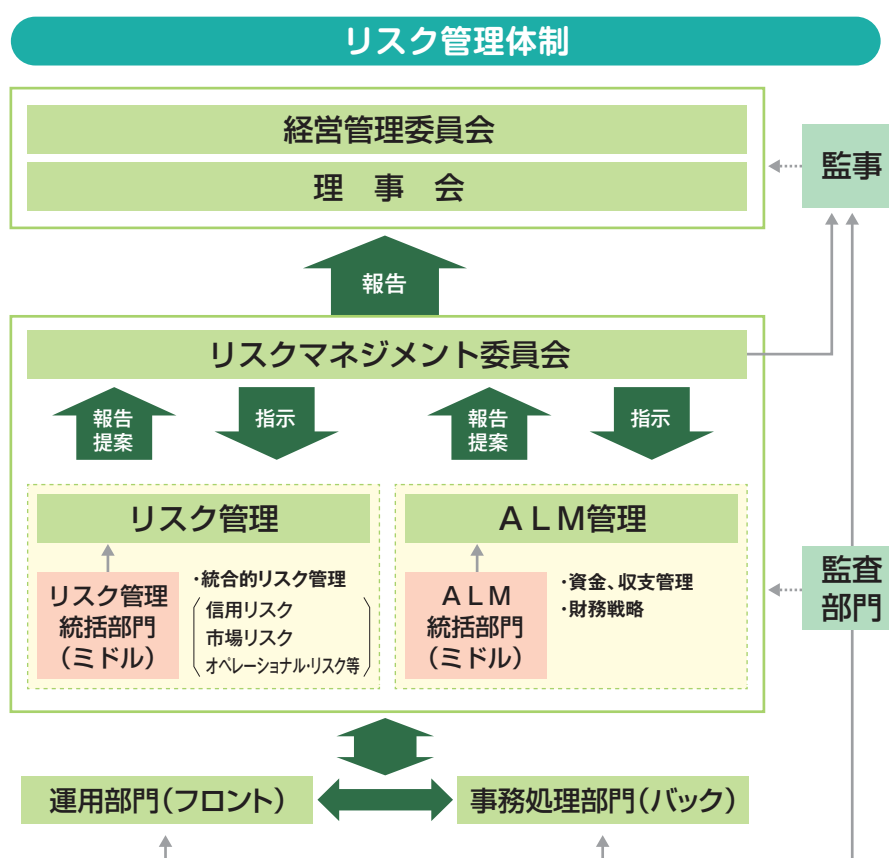 リスク管理体制
経営管理委員会
理 事 会
監事
報告
リスクマネジメント委員会
報告
提案
指示
報告
提案
指示
リスク管理
リスク管理
統括部門
(ミドル)
・統合的リスク管理
信用リスク
市場リスク
オペレーショナル・リスク等
ALM管理
ALM
統括部門
(ミドル)
・資金、収支管理
・財務戦略
監査
部門
運用部門(フロント)
事務処理部門(バック)